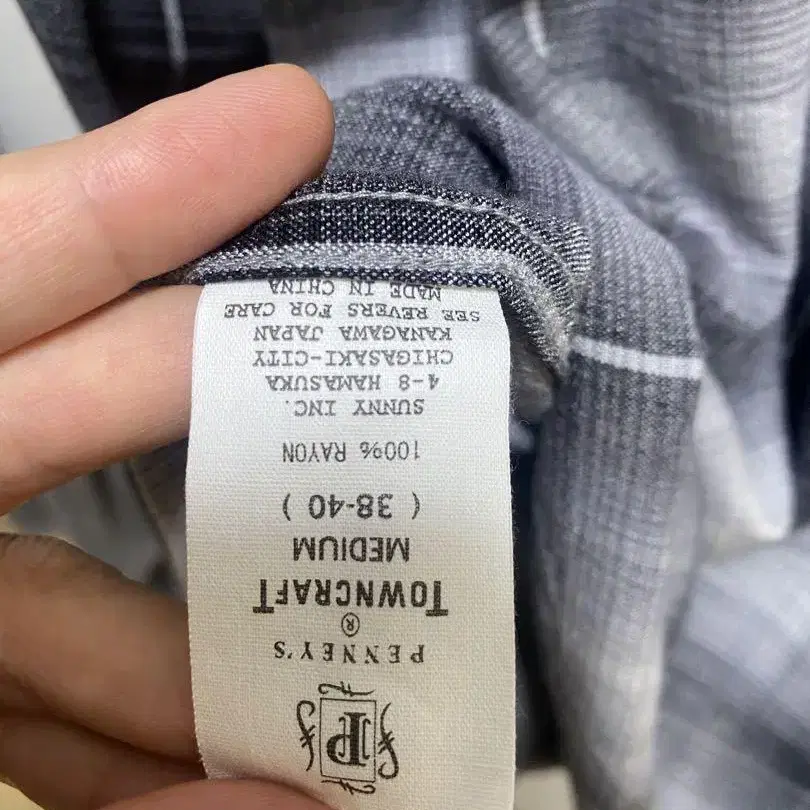 P
PENNEY'S
®
TOWNCRAFT
MEDIUM
( 38-40 )
100% RAYON
SUNNY INC.
4-8 HAMASUKA
CHIGASAKI-CITY
KANAGAWA JAPAN
SEE REVERS FOR CARE
MADE IN CHINA